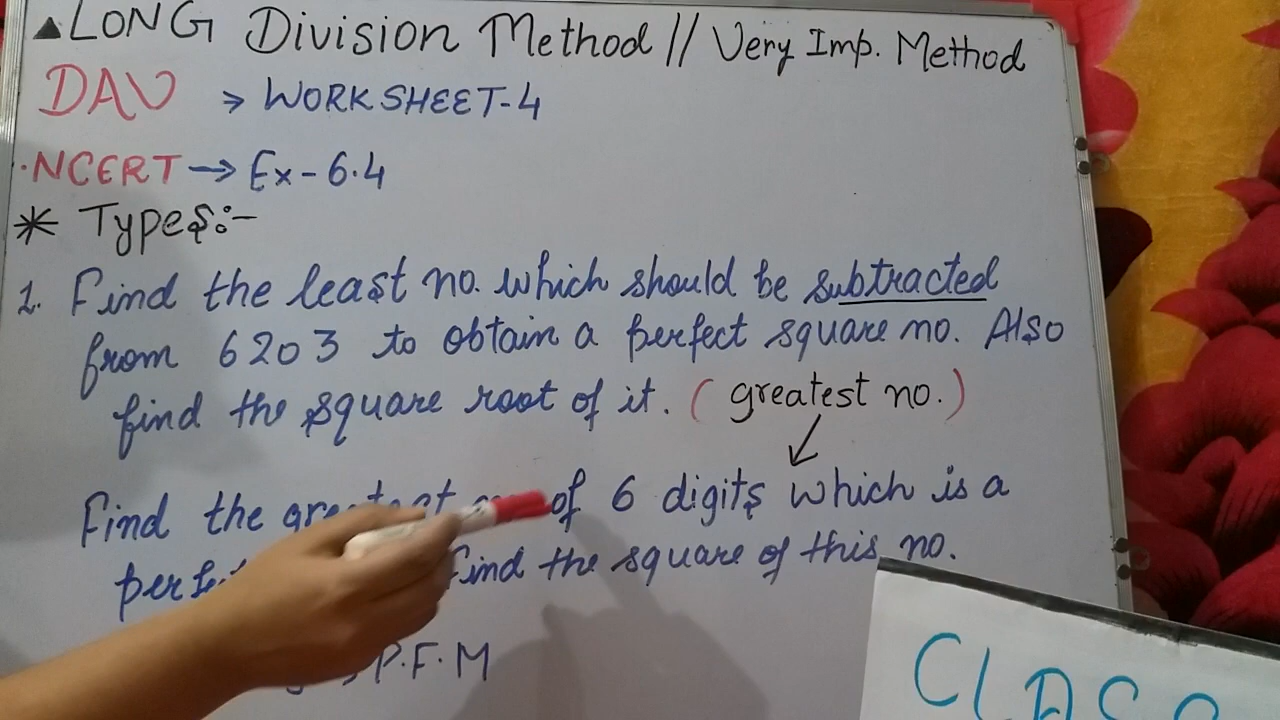 ▲LONG Division Method // Very Imp. Method
DAV → WORKSHEET-4
·NCERT → Ex-6.4
* Types:-
1. Find the least no. which should be subtracted
from 6203 to obtain a perfect square no. Also
find the square root of it. (greatest no.)
Find the of 6 digits which is a
find the square of this no.
P.F.M
CLASS